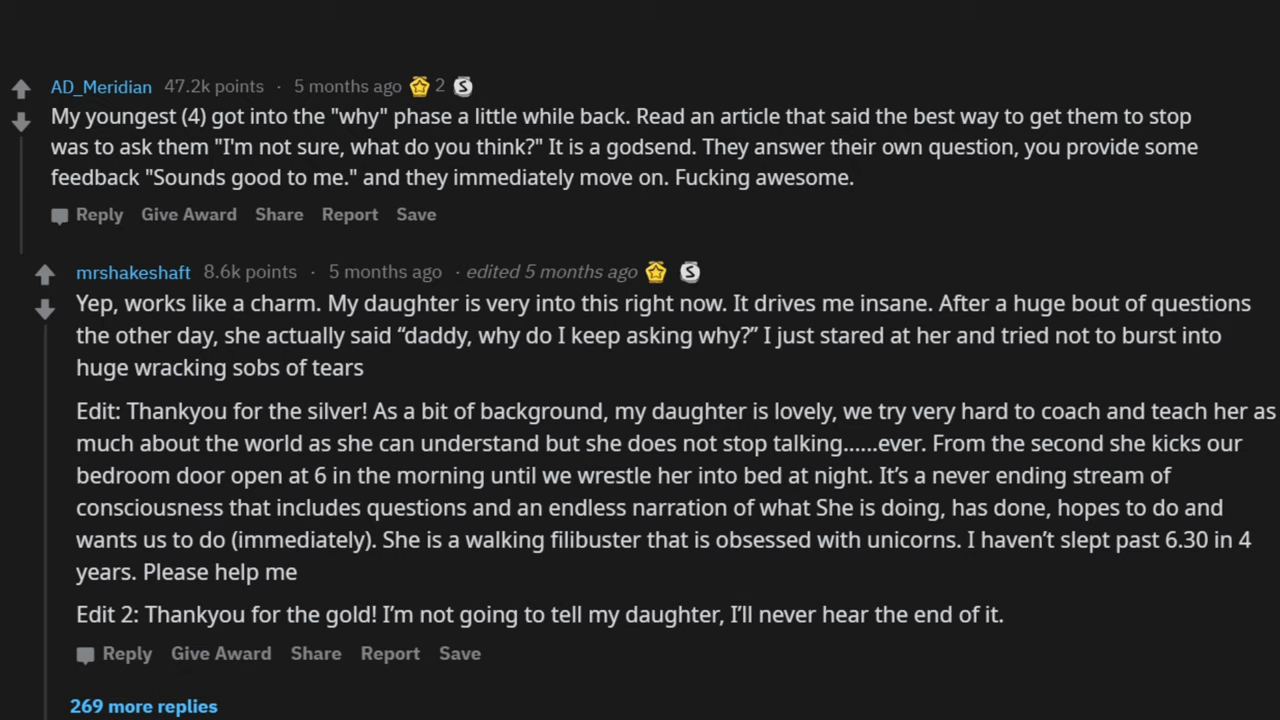 AD_Meridian 47.2k points · 5 months ago 2 S
My youngest (4) got into the "why" phase a little while back. Read an article that said the best way to get them to stop
was to ask them "I'm not sure, what do you think?" It is a godsend. They answer their own question, you provide some
feedback "Sounds good to me." and they immediately move on. Fucking awesome.
Reply Give Award Share Report Save
mrshakeshaft 8.6k points · 5 months ago · edited 5 months ago S
Yep, works like a charm. My daughter is very into this right now. It drives me insane. After a huge bout of questions
the other day, she actually said “daddy, why do I keep asking why?” I just stared at her and tried not to burst into
huge wracking sobs of tears
Edit: Thankyou for the silver! As a bit of background, my daughter is lovely, we try very hard to coach and teach her as
much about the world as she can understand but she does not stop talking......ever. From the second she kicks our
bedroom door open at 6 in the morning until we wrestle her into bed at night. It’s a never ending stream of
consciousness that includes questions and an endless narration of what She is doing, has done, hopes to do and
wants us to do (immediately). She is a walking filibuster that is obsessed with unicorns. I haven’t slept past 6.30 in 4
years. Please help me
Edit 2: Thankyou for the gold! I’m not going to tell my daughter, I’ll never hear the end of it.
Reply Give Award Share Report Save
269 more replies